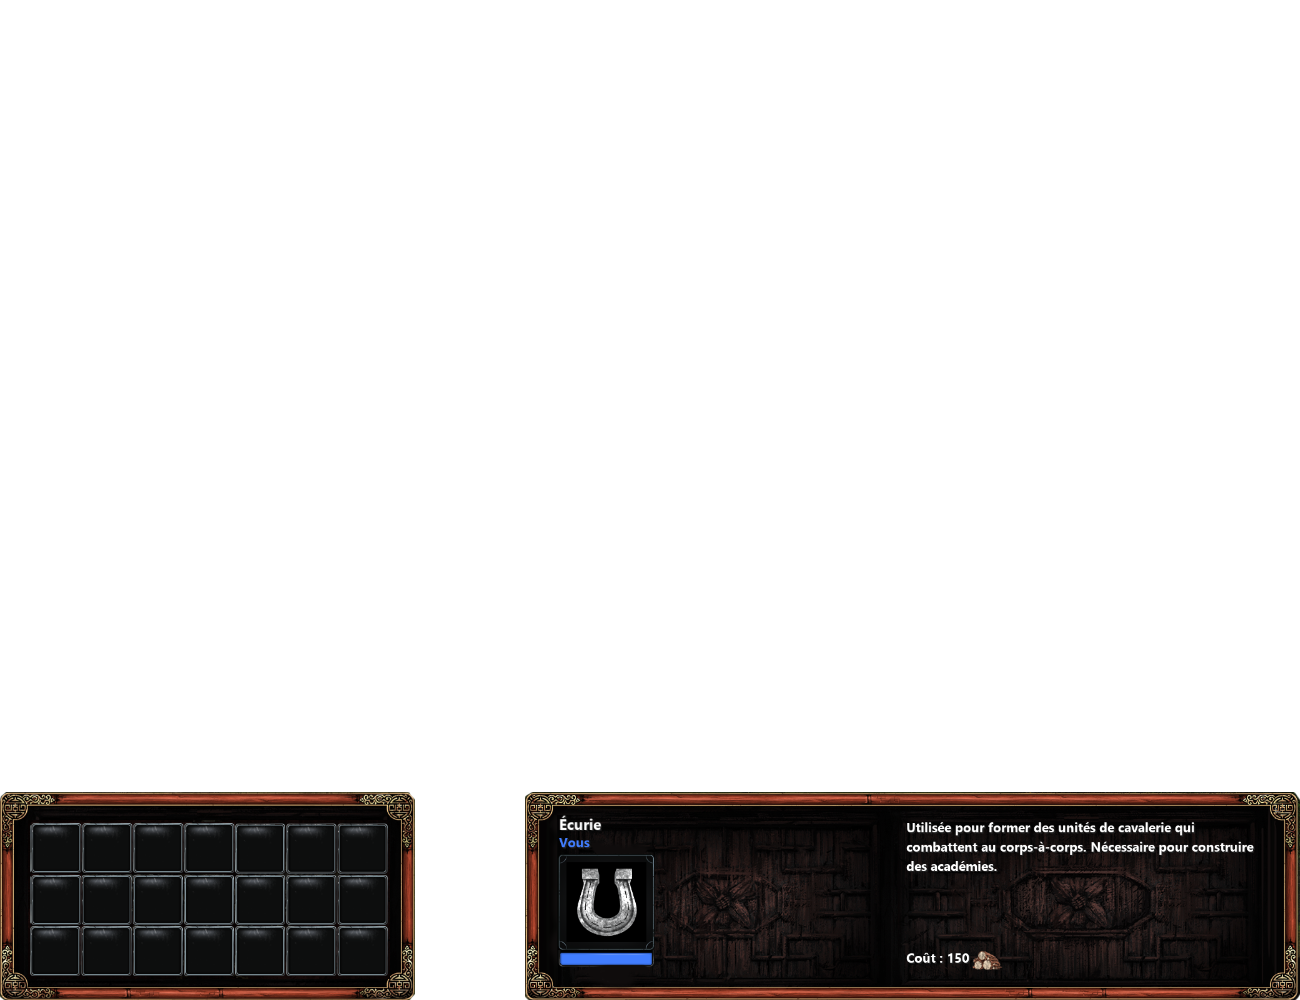 Écurie
Vous
Utilisée pour former des unités de cavalerie qui
combattent au corps-à-corps. Nécessaire pour construire
des académies.
Coût : 150